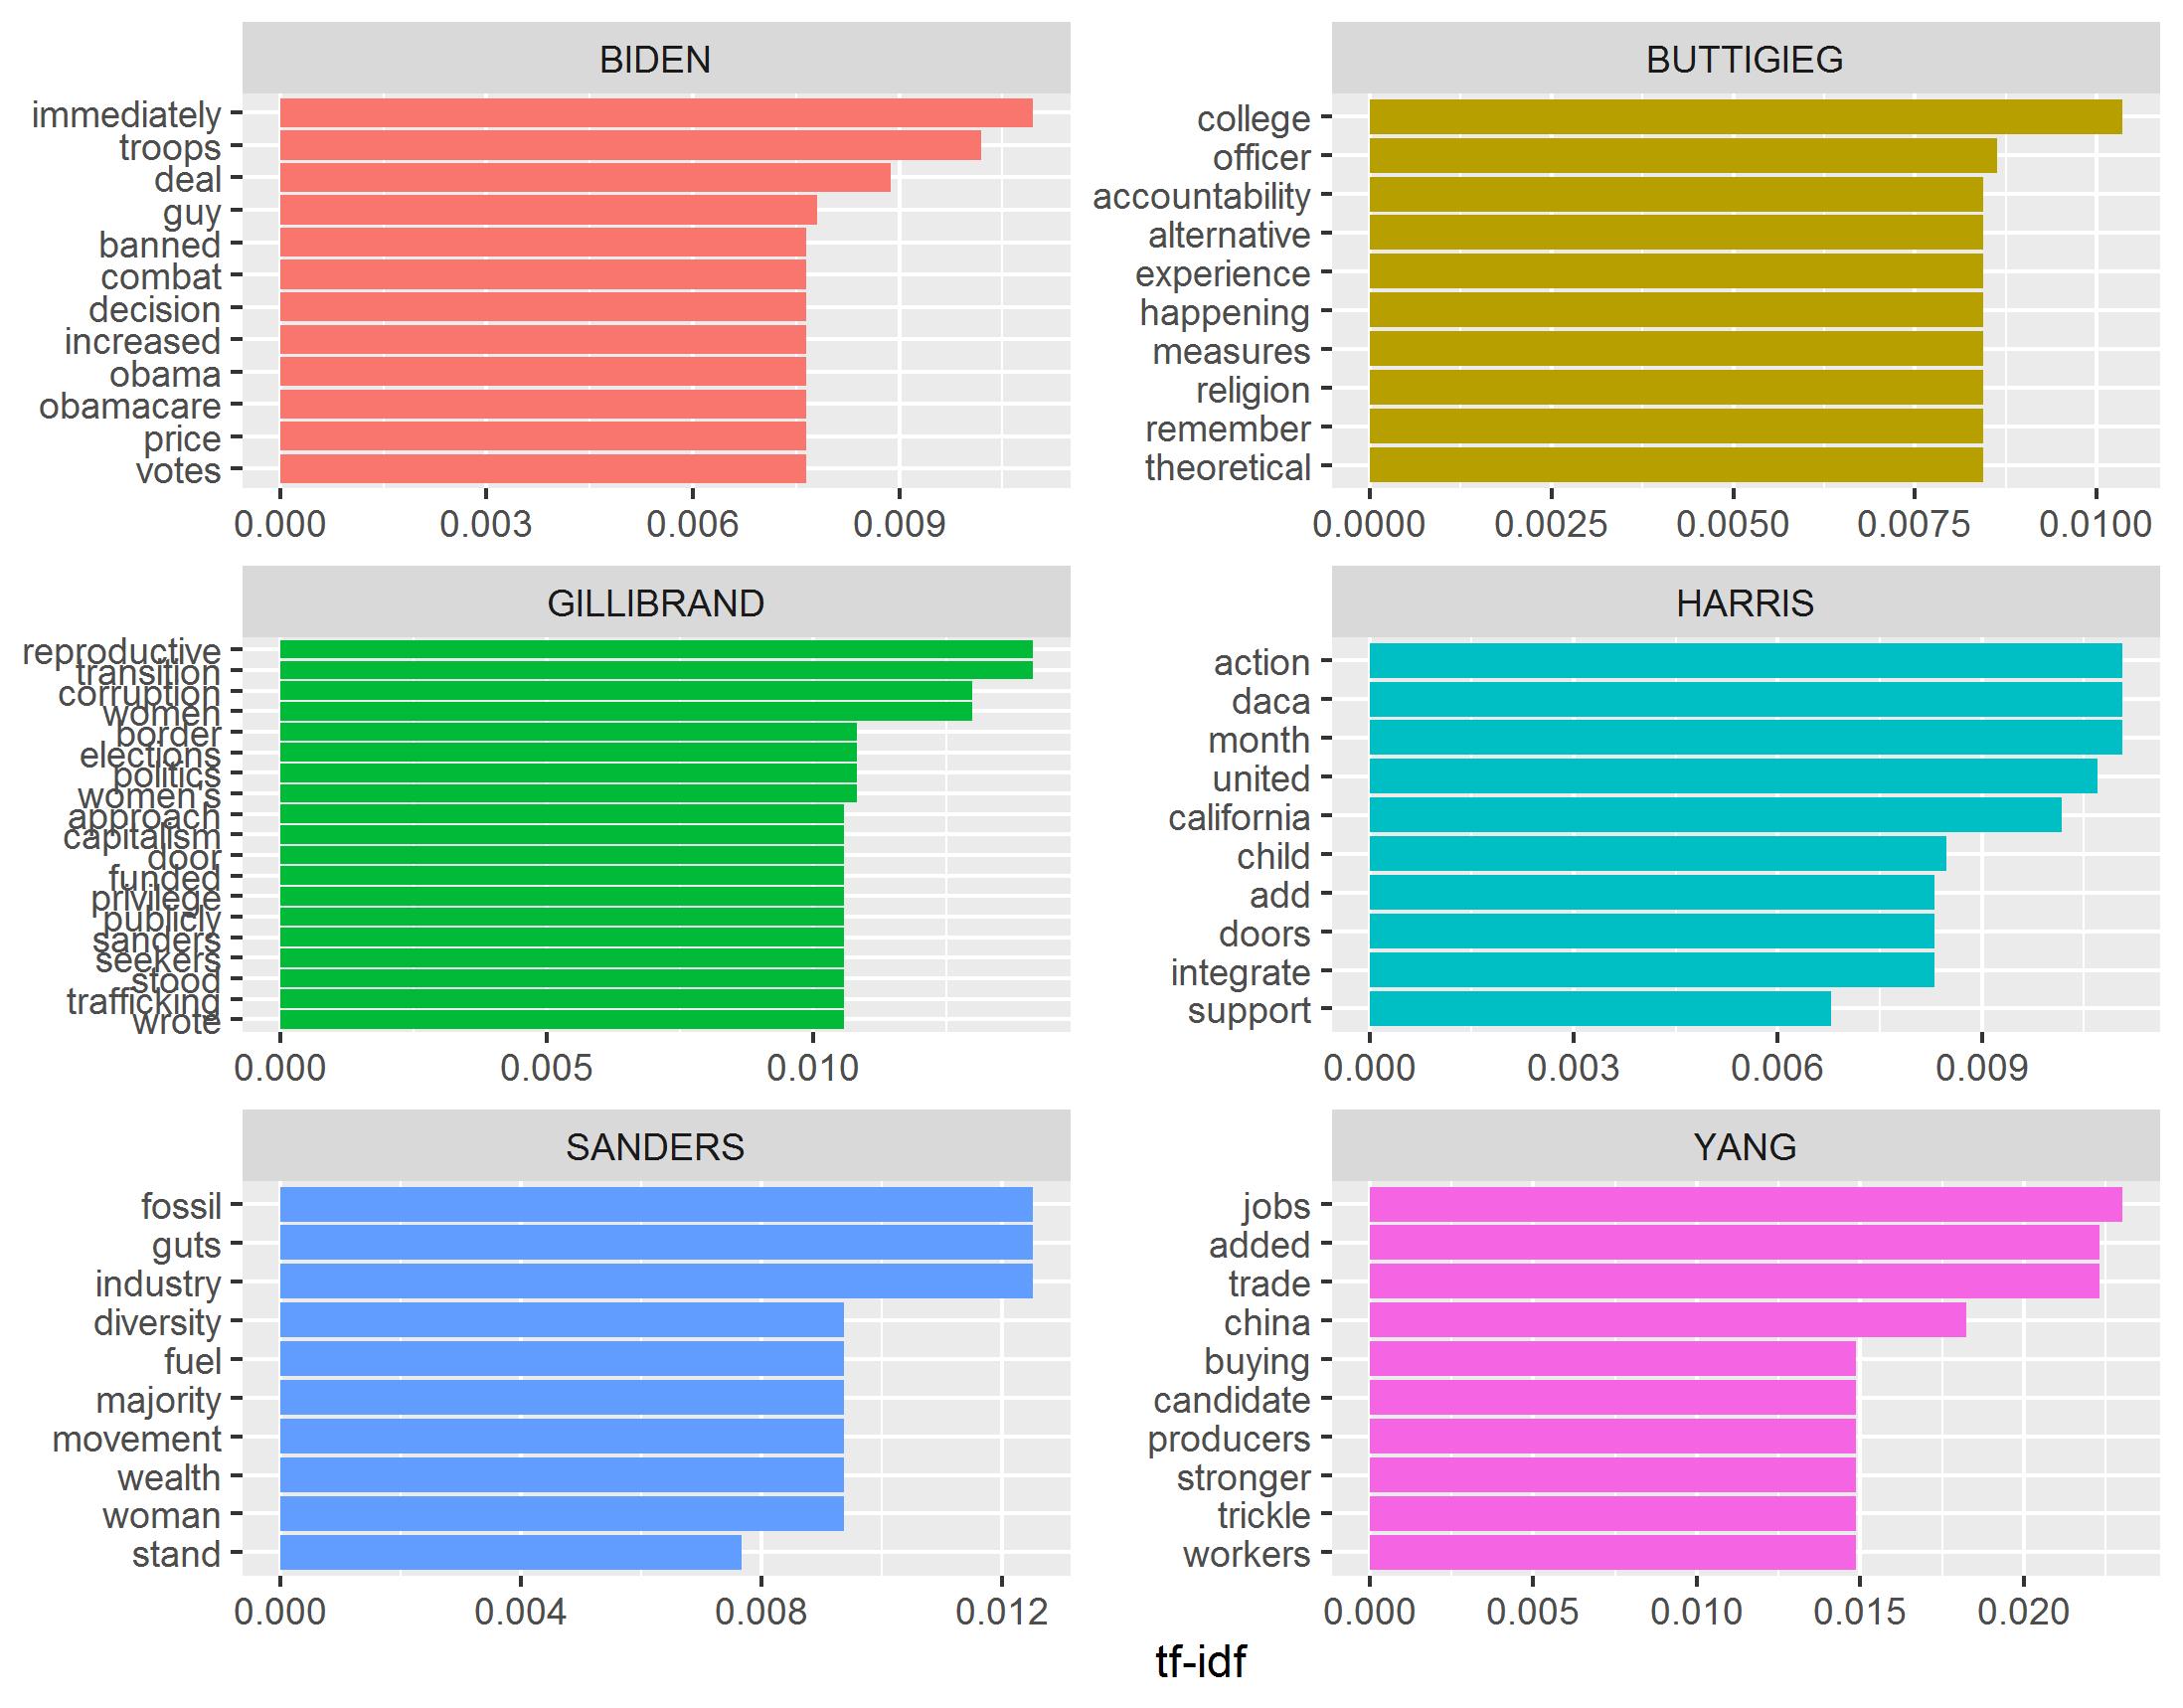 BIDEN
immediately
troops
deal
guy
banned
combat
decision
increased
obama
obamacare
price
votes
0.000 0.003 0.006 0.009
BUTTIGIEG
college
officer
accountability
alternative
experience
happening
measures
religion
remember
theoretical
0.0000 0.0025 0.0050 0.0075 0.0100
GILLIBRAND
reproductive
transition
corruption
women
border
elections
politics
women's
approach
capitalism
door
funded
privilege
publicly
sanders
seekers
stood
trafficking
wrote
0.000 0.005 0.010
HARRIS
action
daca
month
united
california
child
add
doors
integrate
support
0.000 0.003 0.006 0.009
SANDERS
fossil
guts
industry
diversity
fuel
majority
movement
wealth
woman
stand
0.000 0.004 0.008 0.012
YANG
jobs
added
trade
china
buying
candidate
producers
stronger
trickle
workers
0.000 0.005 0.010 0.015 0.020
tf-idf